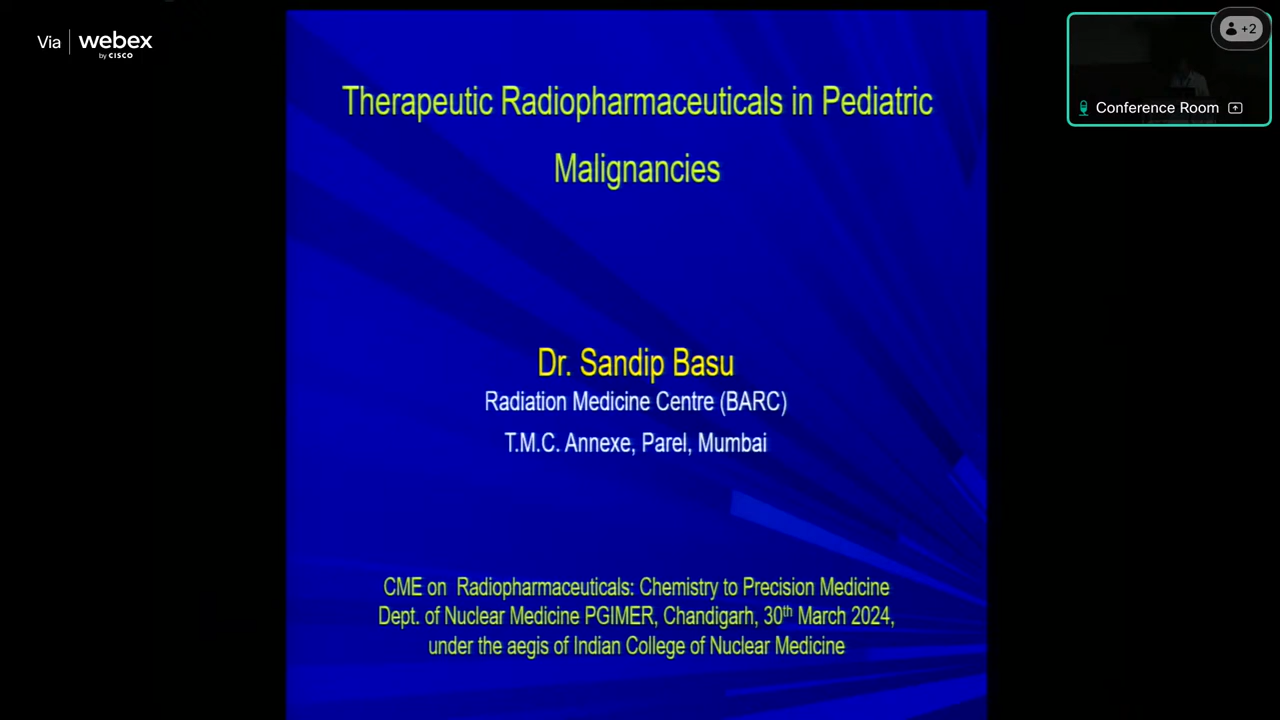 Via webex
by CISCO
+2
Conference Room
Therapeutic Radiopharmaceuticals in Pediatric
Malignancies
Dr. Sandip Basu
Radiation Medicine Centre (BARC)
T.M.C. Annexe, Parel, Mumbai
CME on Radiopharmaceuticals: Chemistry to Precision Medicine
Dept. of Nuclear Medicine PGIMER, Chandigarh, 30th March 2024,
under the aegis of Indian College of Nuclear Medicine